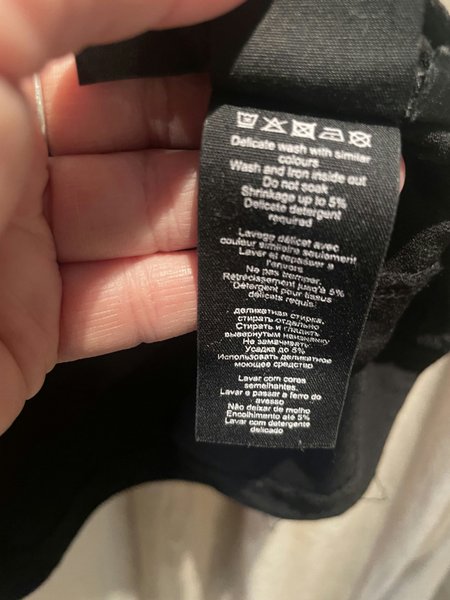 Delicate wash with similar
colours
Wash and Iron inside out
Do not soak
Shrinkage up to 5%
Delicate detergent
required
Lavage délicat avec
couleur similaire seulement
Laver et repasser à
l'envers
Ne pas tremper,
Rétrécissement jusqu'à 5%
Détergent pour tissus
délicats requis.
деликатная стирка,
стирать отдельно
Стирать и гладить
вывернутым наизнанку
Не замачивать
Усадка до 5%
Использовать деликатное
моющее средство
Lavar com cores
semelhantes.
Lavar e passar a ferro do
avesso
Não deixar de molho
Encolhimento até 5%
Lavar com detergente
delicado